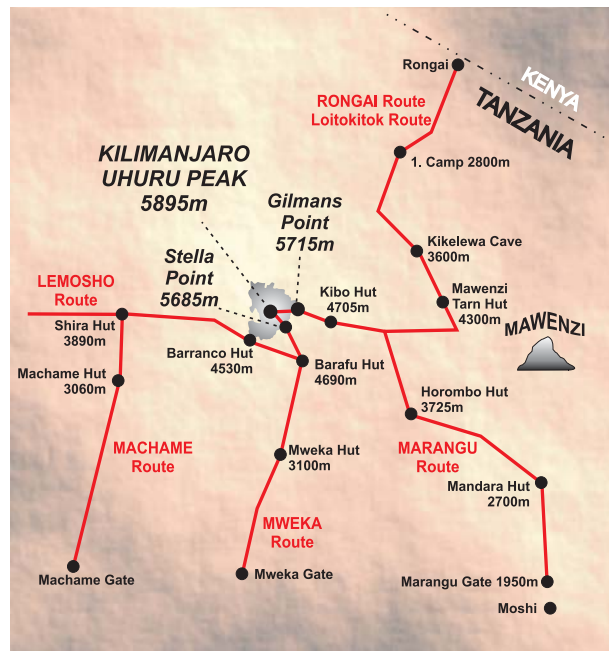 Rongai
KENYA
TANZANIA
RONGAI Route
Loitokitok Route
1. Camp 2800m
KILIMANJARO
UHURU PEAK
5895m
Gilmans
Point
5715m
Kikelewa Cave
3600m
Stella
Point
5685m
LEMOSHO
Route
Kibo Hut
4705m
Mawenzi
Tarn Hut
4300m
MAWENZI
Shira Hut
3890m
Barranco Hut
4530m
Barafu Hut
4690m
Machame Hut
3060m
Horombo Hut
3725m
MACHAME
Route
Mweka Hut
3100m
MARANGU
Route
Mandara Hut
2700m
MWEKA
Route
Machame Gate
Mweka Gate
Marangu Gate 1950m
Moshi